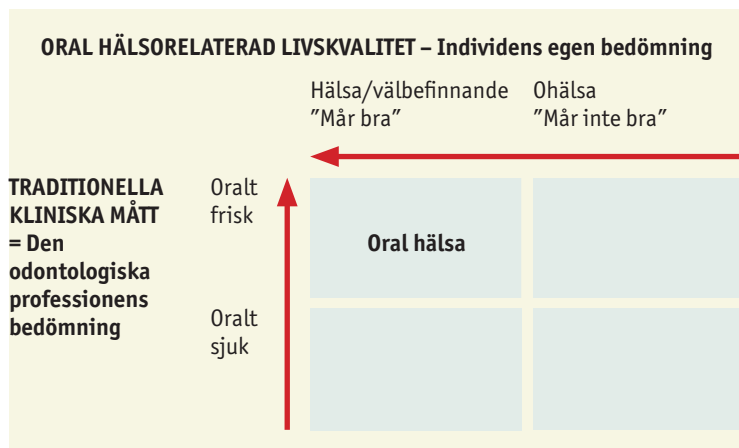 ORAL HÄLSORELATERAD LIVSKVALITET – Individens egen bedömning
Hälsa/välbefinnande
”Mår bra”
Ohälsa
”Mår inte bra”
TRADITIONELLA
KLINISKA MÅTT
= Den
odontologiska
professionens
bedömning
Oralt
frisk
Oral hälsa
Oralt
sjuk